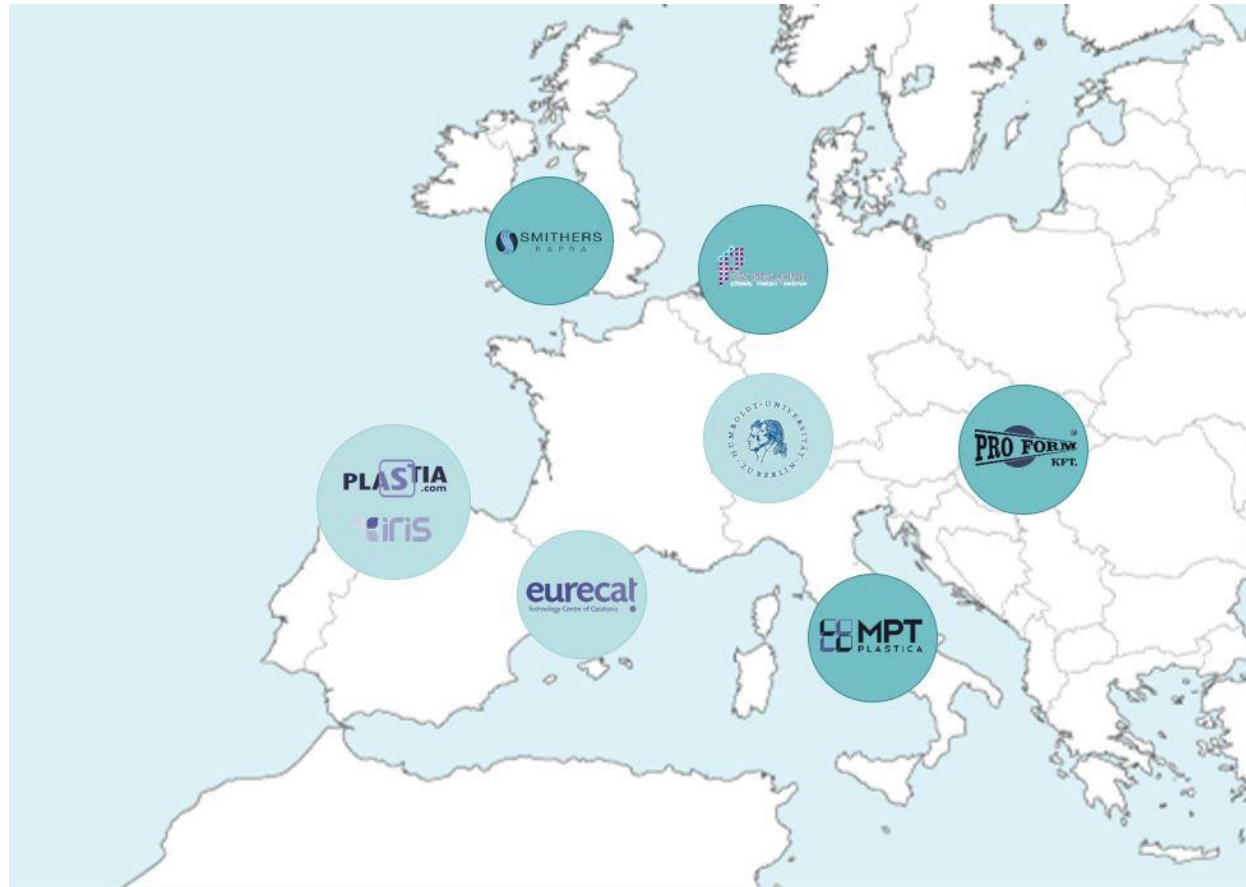 SMITHERS
RAPRA
HUMBOLDT-UNIVERSITÄT
ZU BERLIN
PRO FORM
®
KFT.
PLASTIA
.com
iris
eurecat
Technology Centre of Catalonia
MPT
PLASTICA